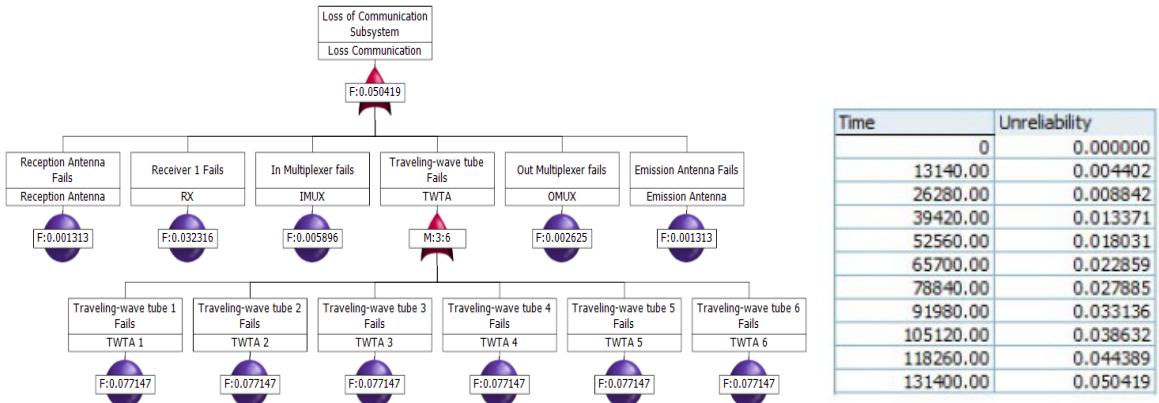 Loss of Communication
Subsystem
Loss Communication
F:0.050419
Reception Antenna
Fails
Reception Antenna
F:0.001313
Receiver 1 Fails
RX
F:0.032316
In Multiplexer fails
IMUX
F:0.005896
Traveling-wave tube
Fails
TWTA
M:3:6
Out Multiplexer fails
OMUX
F:0.002625
Emission Antenna Fails
Emission Antenna
F:0.001313
Traveling-wave tube 1
Fails
TWTA 1
F:0.077147
Traveling-wave tube 2
Fails
TWTA 2
F:0.077147
Traveling-wave tube 3
Fails
TWTA 3
F:0.077147
Traveling-wave tube 4
Fails
TWTA 4
F:0.077147
Traveling-wave tube 5
Fails
TWTA 5
F:0.077147
Traveling-wave tube 6
Fails
TWTA 6
F:0.077147
Time Unreliability
0 0.000000
13140.00 0.004402
26280.00 0.008842
39420.00 0.013371
52560.00 0.018031
65700.00 0.022859
78840.00 0.027885
91980.00 0.033136
105120.00 0.038632
118260.00 0.044389
131400.00 0.050419